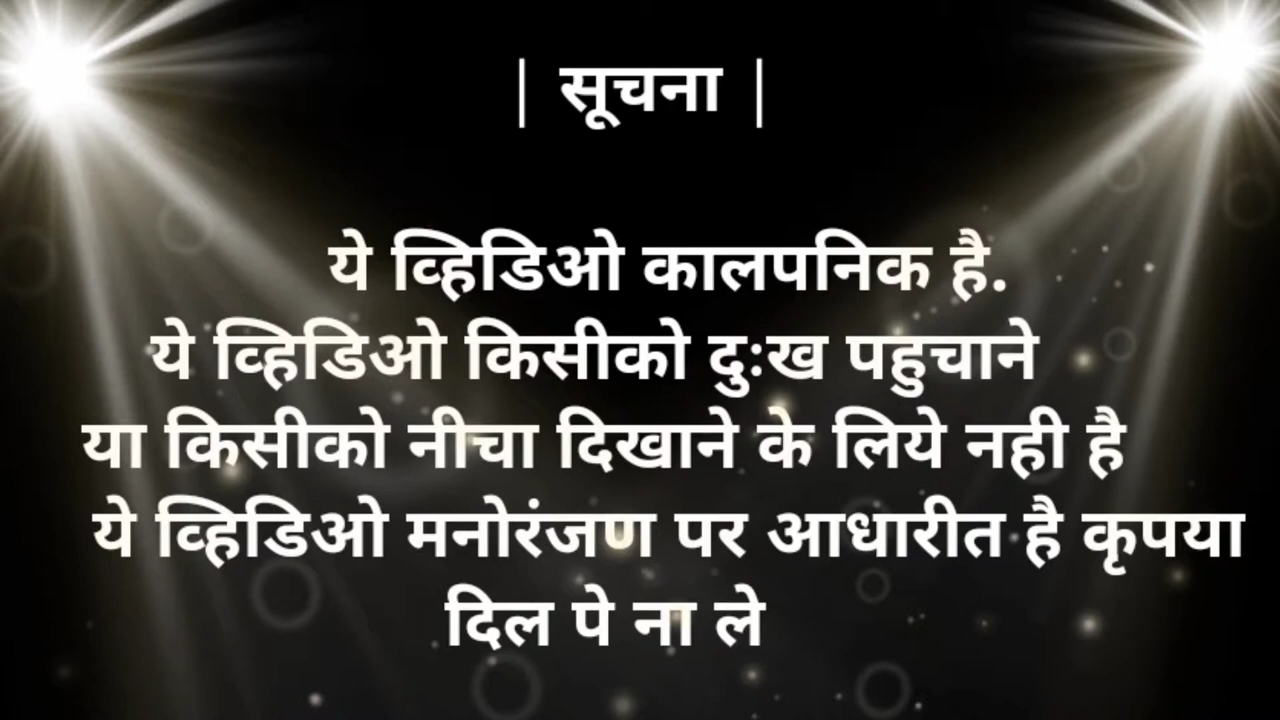 | सूचना |
ये व्हिडिओ कालपनिक है.
ये व्हिडिओ किसीको दुःख पहुचाने
या किसीको नीचा दिखाने के लिये नही है
ये व्हिडिओ मनोरंजण पर आधारीत है कृपया
दिल पे ना ले